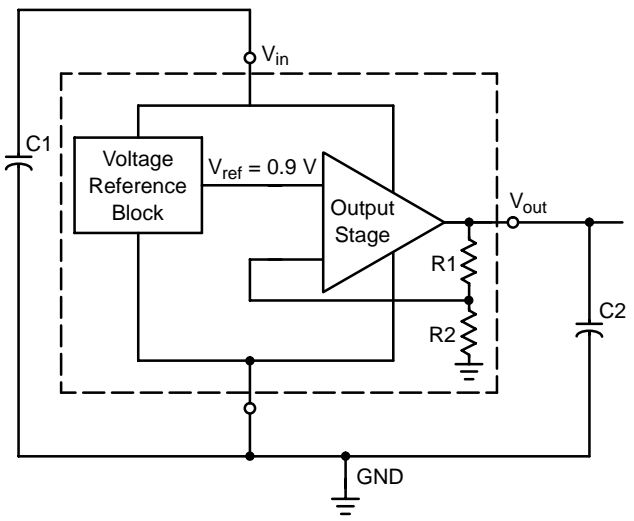 V_in
C1
Voltage
Reference
Block
V_ref = 0.9 V
Output
Stage
V_out
R1
R2
C2
GND